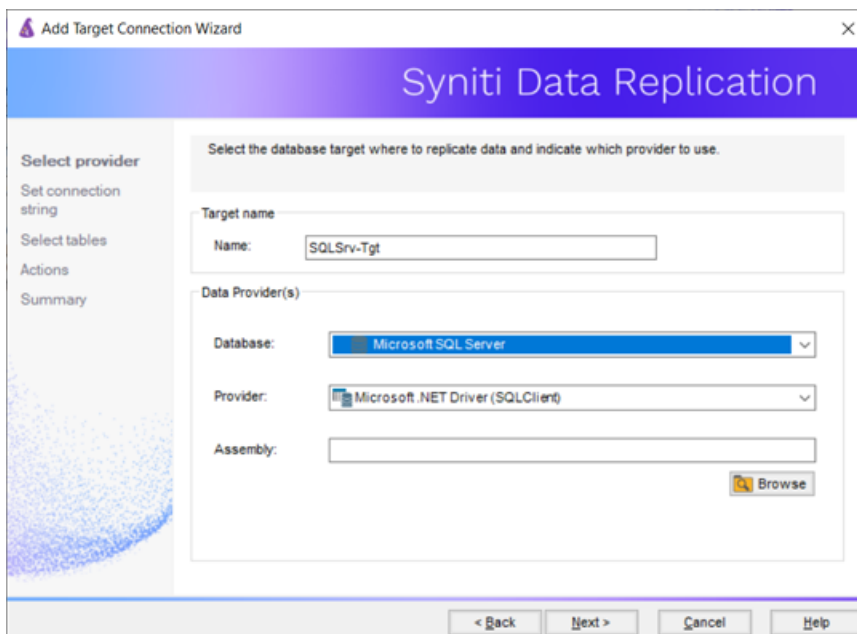 Add Target Connection Wizard
Syniti Data Replication
Select provider
Set connection
string
Select tables
Actions
Summary
Select the database target where to replicate data and indicate which provider to use.
Target name
Name:
SQLSrv-Tgt
Data Provider(s)
Database:
Microsoft SQL Server
Provider:
Microsoft .NET Driver (SQLClient)
Assembly:
Browse
< Back
Next >
Cancel
Help